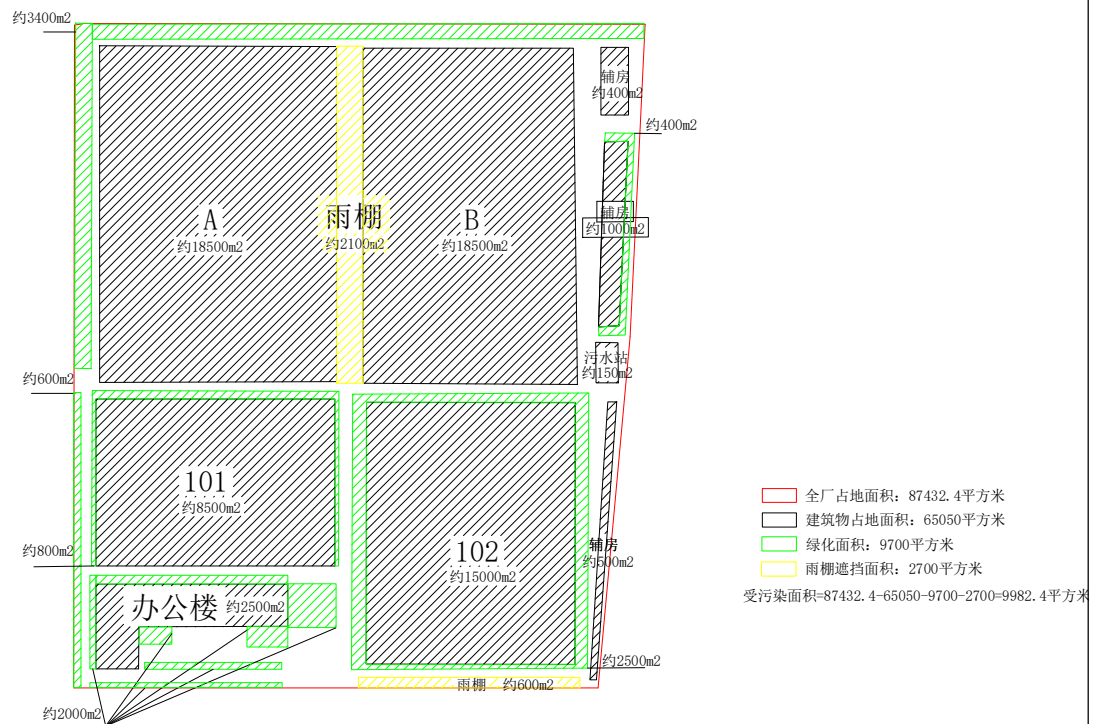 约3400m2
辅房
约400m2
约400m2
A
约18500m2
雨棚
约2100m2
B
约18500m2
辅房
约1000m2
污水站
约150m2
约600m2
101
约8500m2
约800m2
102
约15000m2
辅房
约500m2
办公楼 约2500m2
约2500m2
雨棚 约600m2
约2000m2
全厂占地面积：87432.4平方米
建筑物占地面积：65050平方米
绿化面积：9700平方米
雨棚遮挡面积：2700平方米
受污染面积=87432.4-65050-9700-2700=9982.4平方米